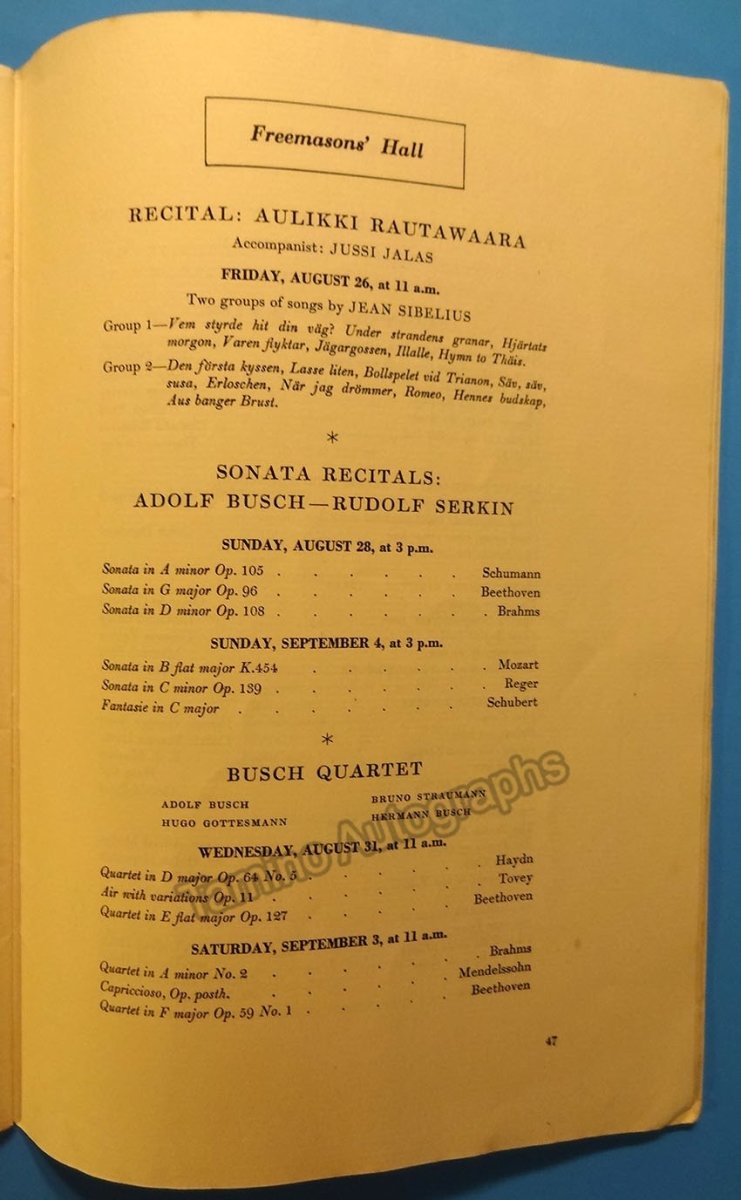 Freemasons' Hall
RECITAL: AULIKKI RAUTAWAARA
Accompanist: JUSSI JALAS
FRIDAY, AUGUST 26, at 11 a.m.
Two groups of songs by JEAN SIBELIUS
Group 1—Vem styrde hit din väg? Under strandens granar, Hjärtats
morgon, Varen flyktar, Jägargossen, Illalle, Hymn to Thäis.
Group 2—Den första kyssen, Lasse liten, Bollspelet vid Trianon, Säv, säv,
susa, Erloschen, När jag drömmer, Romeo, Hennes budskap,
Aus banger Brust.
*
SONATA RECITALS:
ADOLF BUSCH—RUDOLF SERKIN
SUNDAY, AUGUST 28, at 3 p.m.
Sonata in A minor Op. 105 . . . . . . Schumann
Sonata in G major Op. 96 . . . . . . Beethoven
Sonata in D minor Op. 108 . . . . . . . Brahms
SUNDAY, SEPTEMBER 4, at 3 p.m.
Sonata in B flat major K.454 . . . . . . Mozart
Sonata in C minor Op. 139 . . . . . . . Reger
Fantasie in C major . . . . . . . Schubert
*
BUSCH QUARTET
ADOLF BUSCH BRUNO STRAUMANN
HUGO GOTTESMANN HERMANN BUSCH
WEDNESDAY, AUGUST 31, at 11 a.m.
Quartet in D major Op. 64 No. 5 . . . . . . Haydn
Air with variations Op. 11 . . . . . . . Tovey
Quartet in E flat major Op. 127 . . . . . Beethoven
SATURDAY, SEPTEMBER 3, at 11 a.m.
Quartet in A minor No. 2 . . . . . . . Brahms
Capriccioso, Op. posth. . . . . . . Mendelssohn
Quartet in F major Op. 59 No. 1 . . . . . Beethoven
47
Tamino Autographs